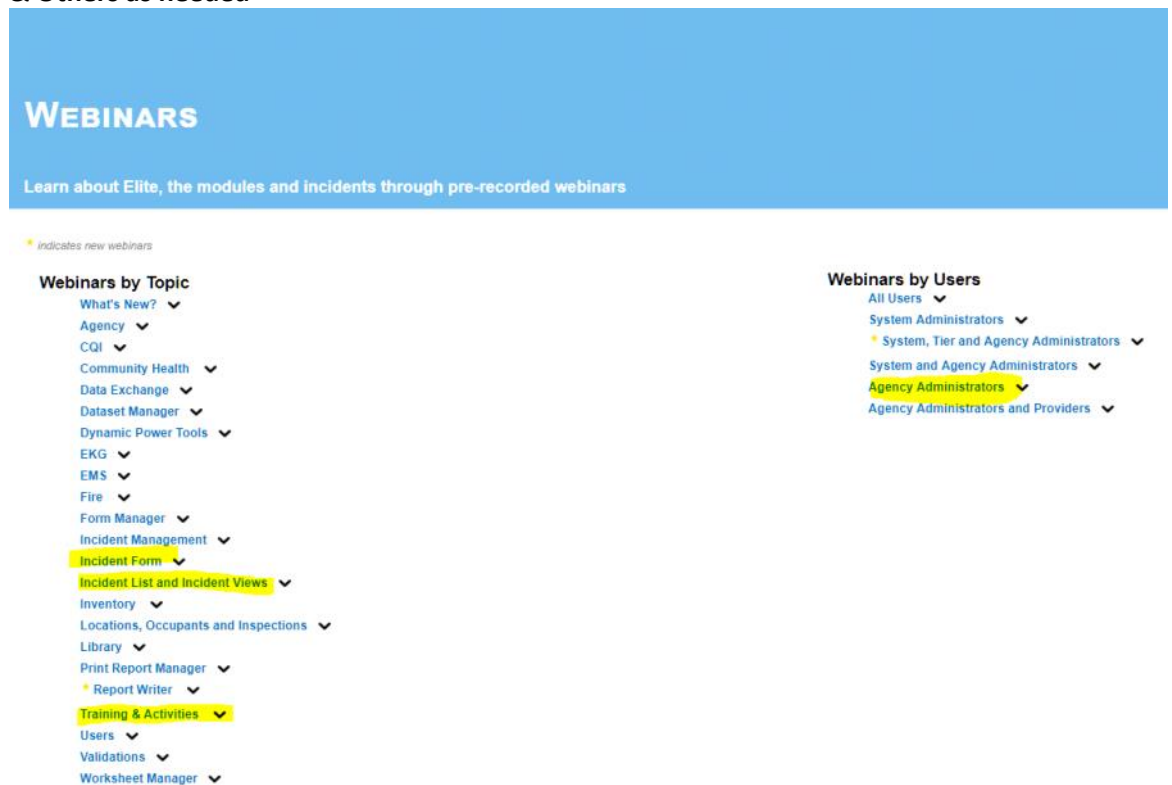 WEBINARS
Learn about Elite, the modules and incidents through pre-recorded webinars
* indicates new webinars
Webinars by Topic
What's New?
Agency
CQI
Community Health
Data Exchange
Dataset Manager
Dynamic Power Tools
EKG
EMS
Fire
Form Manager
Incident Management
Incident Form
Incident List and Incident Views
Inventory
Locations, Occupants and Inspections
Library
Print Report Manager
* Report Writer
Training & Activities
Users
Validations
Worksheet Manager
Webinars by Users
All Users
System Administrators
* System, Tier and Agency Administrators
System and Agency Administrators
Agency Administrators
Agency Administrators and Providers